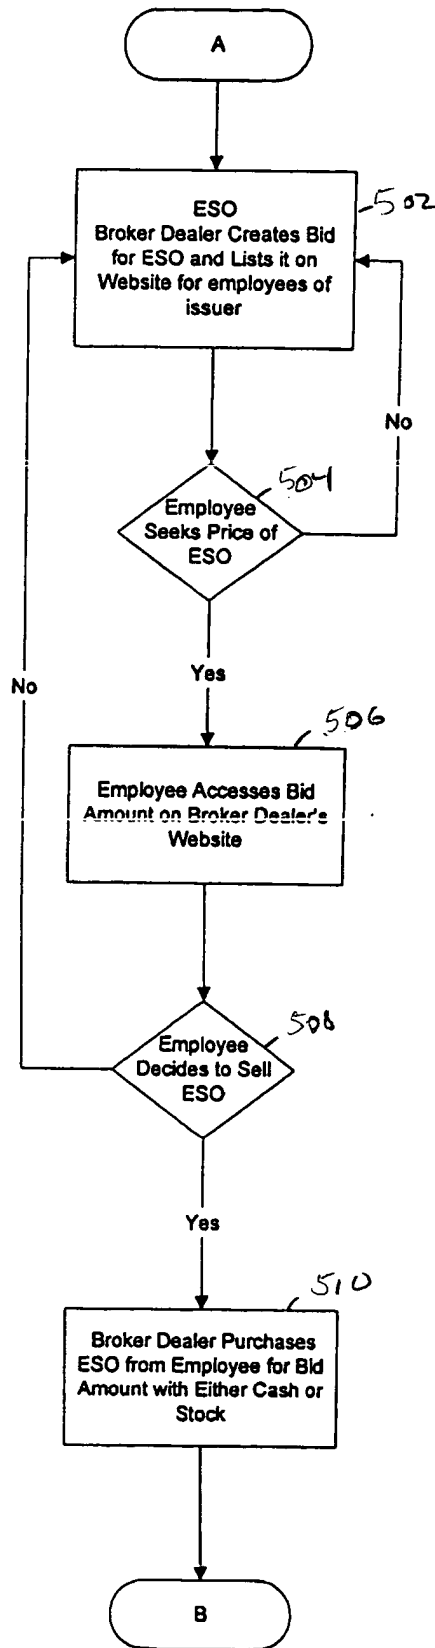 A
502
ESO
Broker Dealer Creates Bid
for ESO and Lists it on
Website for employees of
issuer
No
504
Employee
Seeks Price of
ESO
Yes
No
506
Employee Accesses Bid
Amount on Broker Dealer's
Website
508
Employee
Decides to Sell
ESO
Yes
510
Broker Dealer Purchases
ESO from Employee for Bid
Amount with Either Cash or
Stock
B